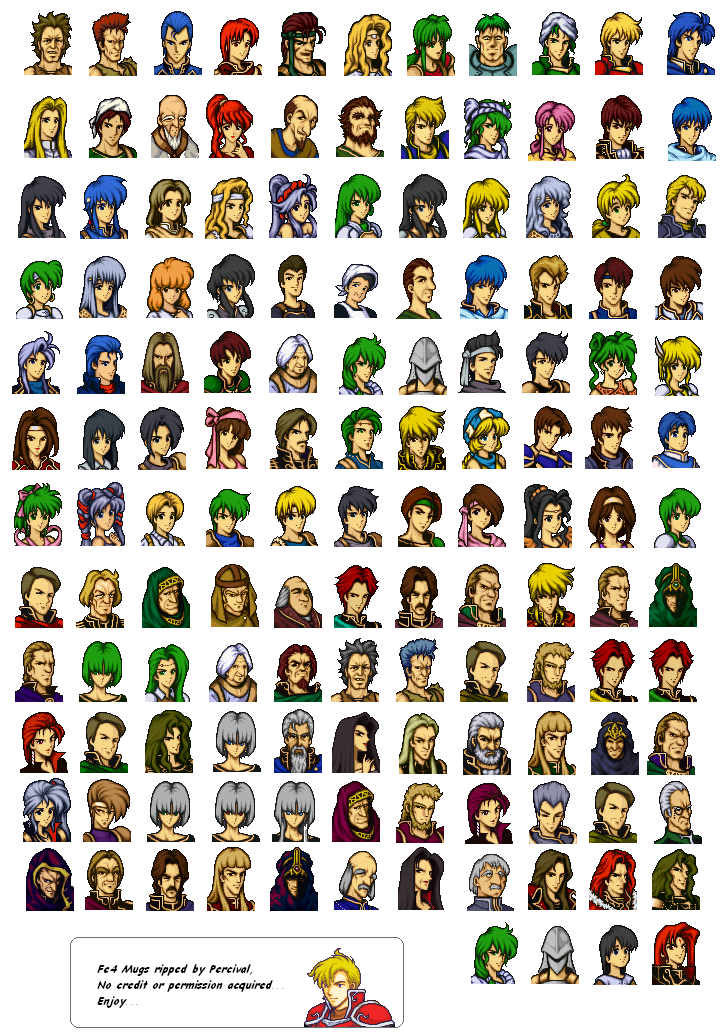 Fe4 Mugs ripped by Percival,
No credit or permission acquired...
Enjoy...